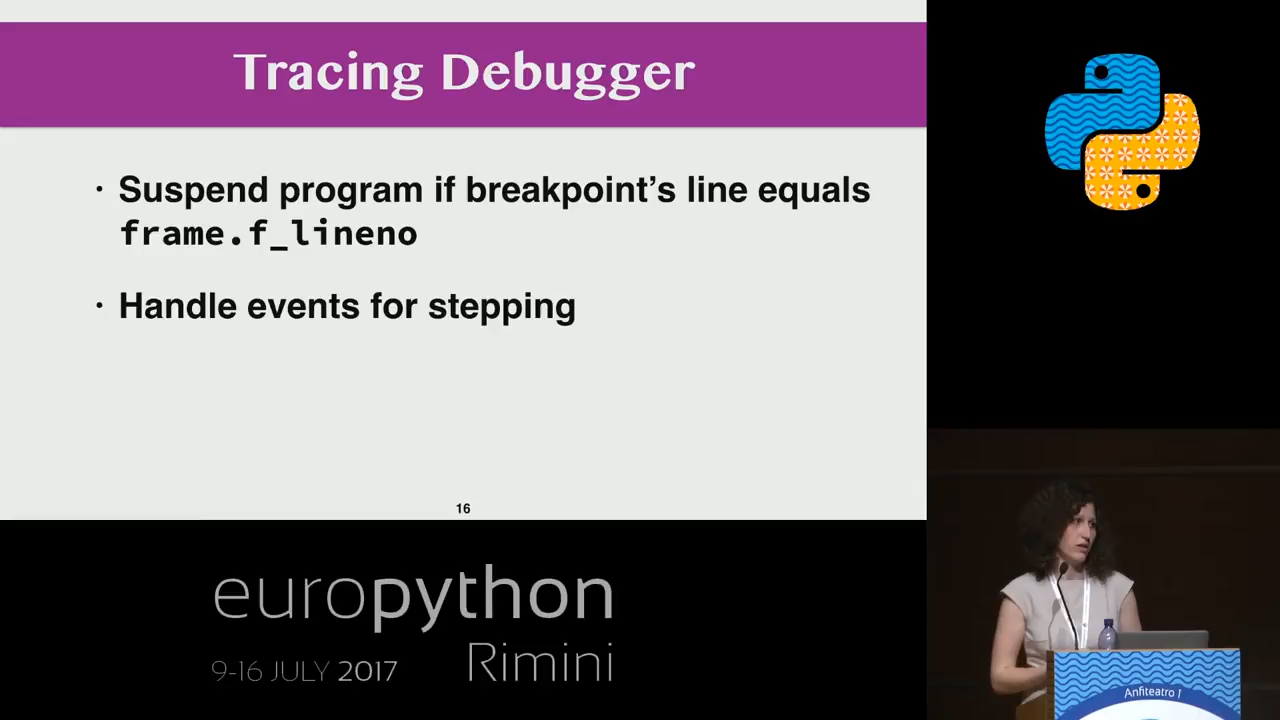 Tracing Debugger
· Suspend program if breakpoint’s line equals
frame.f_lineno
· Handle events for stepping
16
europython
9-16 JULY 2017 Rimini
Anfiteatro 1